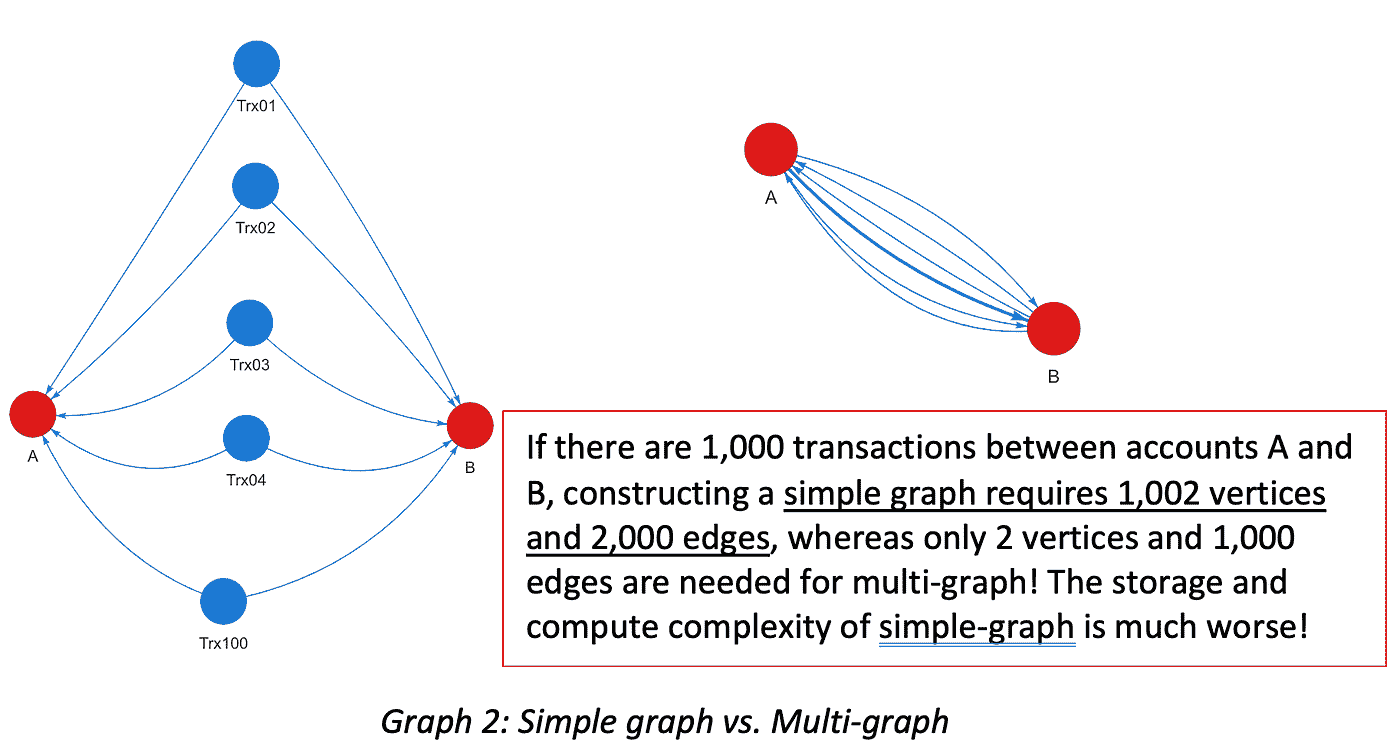 Trx01
Trx02
Trx03
Trx04
Trx100
A
B
A
B
If there are 1,000 transactions between accounts A and
B, constructing a simple graph requires 1,002 vertices
and 2,000 edges, whereas only 2 vertices and 1,000
edges are needed for multi-graph! The storage and
compute complexity of simple-graph is much worse!
Graph 2: Simple graph vs. Multi-graph